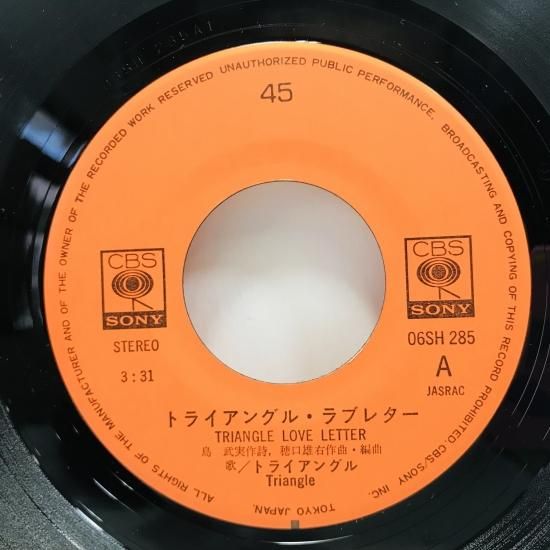 ALL RIGHTS OF THE MANUFACTURER AND OF THE OWNER OF THE RECORDED WORK RESERVED UNAUTHORIZED PUBLIC PERFORMANCE, BROADCASTING AND COPYING OF THIS RECORD PROHIBITED. CBS/SONY INC. TOKYO JAPAN.
45
CBS
SONY
CBS
SONY
STEREO
06SH 285
3:31
A
JASRAC
トライアングル・ラブレター
TRIANGLE LOVE LETTER
島 武実作詩, 穂口雄右作曲・編曲
歌/トライアングル
Triangle